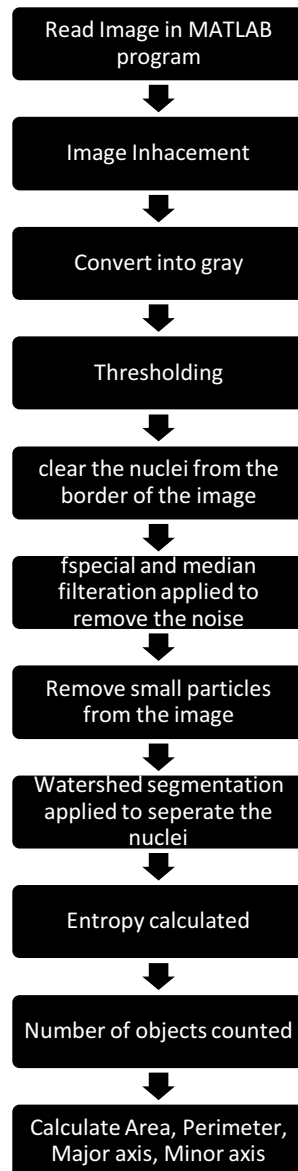 Read Image in MATLAB
program
Image Inhacement
Convert into gray
Thresholding
clear the nuclei from the
border of the image
fspecial and median
filteration applied to
remove the noise
Remove small particles
from the image
Watershed segmentation
applied to seperate the
nuclei
Entropy calculated
Number of objects counted
Calculate Area, Perimeter,
Major axis, Minor axis